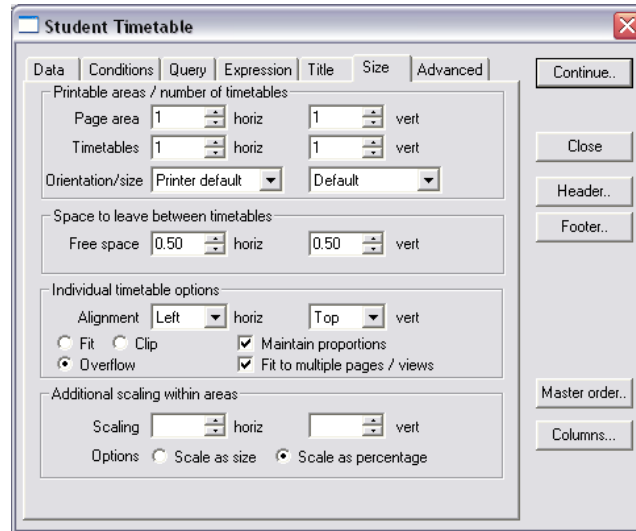 Student Timetable
Data Conditions Query Expression Title Size Advanced
Continue..
Printable areas / number of timetables
Page area 1 horiz 1 vert
Timetables 1 horiz 1 vert
Close
Orientation/size Printer default Default
Header..
Space to leave between timetables
Footer..
Free space 0.50 horiz 0.50 vert
Individual timetable options
Alignment Left horiz Top vert
Fit Clip Maintain proportions
Overflow Fit to multiple pages / views
Additional scaling within areas
Master order..
Scaling horiz vert
Columns...
Options Scale as size Scale as percentage